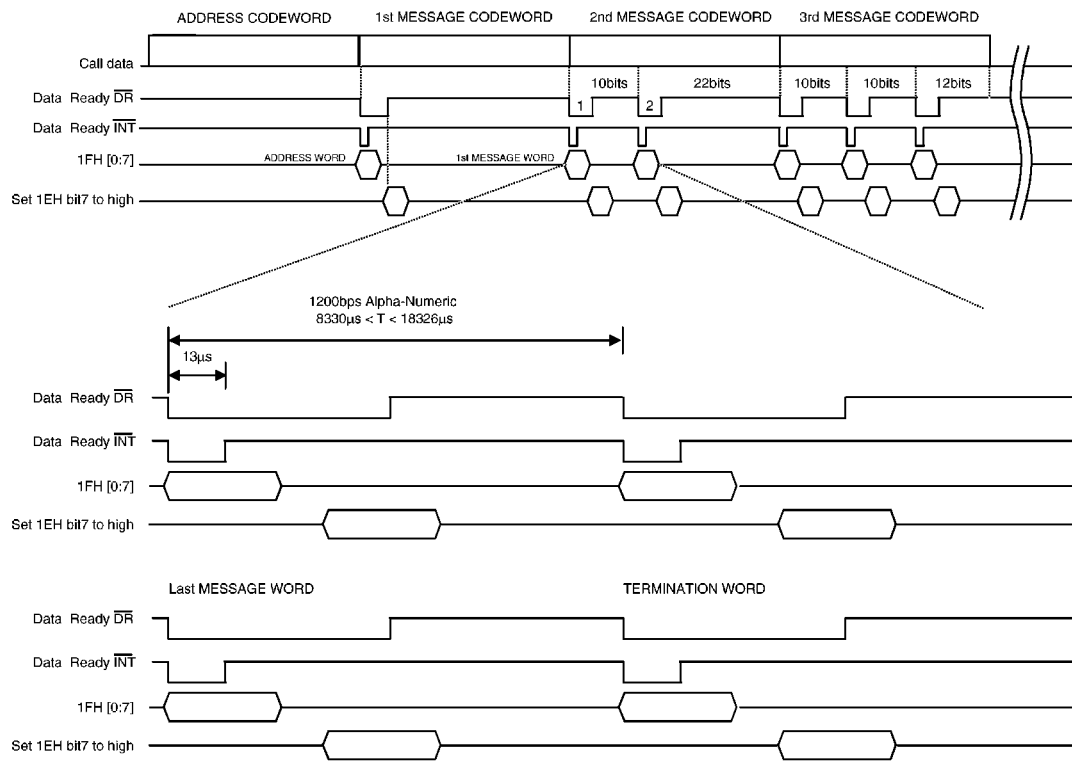 ADDRESS CODEWORD 1st MESSAGE CODEWORD 2nd MESSAGE CODEWORD 3rd MESSAGE CODEWORD
Call data
10bits 22bits 10bits 10bits 12bits
Data Ready DR
1 2
Data Ready INT
1FH [0:7] ADDRESS WORD 1st MESSAGE WORD
Set 1EH bit7 to high
1200bps Alpha-Numeric
8330µs < T < 18326µs
13µs
Data Ready DR
Data Ready INT
1FH [0:7]
Set 1EH bit7 to high
Last MESSAGE WORD TERMINATION WORD
Data Ready DR
Data Ready INT
1FH [0:7]
Set 1EH bit7 to high